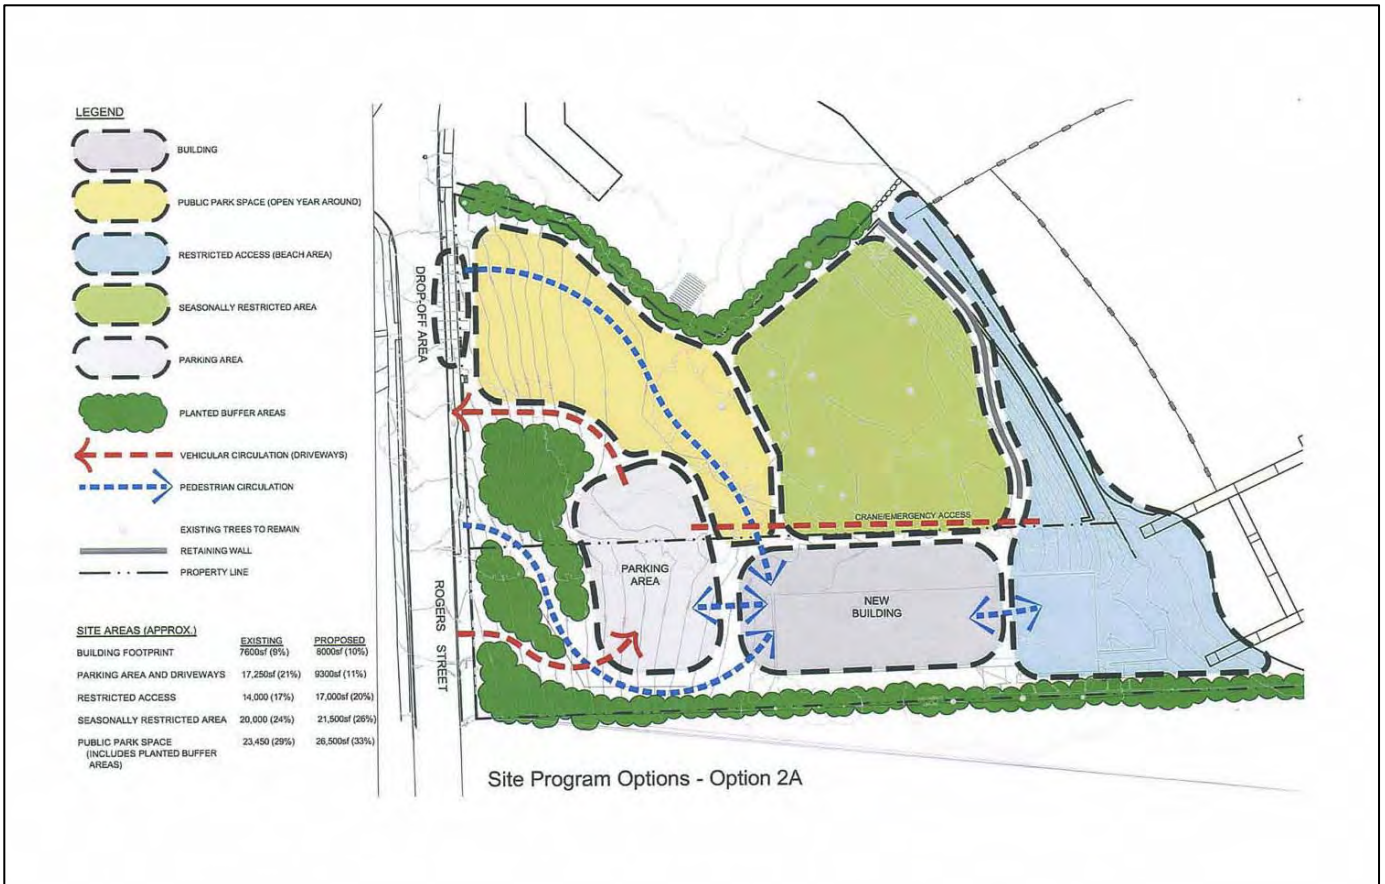 LEGEND
BUILDING
PUBLIC PARK SPACE (OPEN YEAR AROUND)
RESTRICTED ACCESS (BEACH AREA)
SEASONALLY RESTRICTED AREA
PARKING AREA
PLANTED BUFFER AREAS
VEHICULAR CIRCULATION (DRIVEWAYS)
PEDESTRIAN CIRCULATION
EXISTING TREES TO REMAIN
RETAINING WALL
PROPERTY LINE
SITE AREAS (APPROX.) EXISTING PROPOSED
BUILDING FOOTPRINT 7600sf (9%) 8000sf (10%)
PARKING AREA AND DRIVEWAYS 17,250sf (21%) 9300sf (11%)
RESTRICTED ACCESS 14,000 (17%) 17,000sf (20%)
SEASONALLY RESTRICTED AREA 20,000 (24%) 21,500sf (26%)
PUBLIC PARK SPACE 23,450 (29%) 26,500sf (33%)
(INCLUDES PLANTED BUFFER
AREAS)
DROP-OFF AREA
ROGERS STREET
CRANE/EMERGENCY ACCESS
PARKING
AREA
NEW
BUILDING
Site Program Options - Option 2A